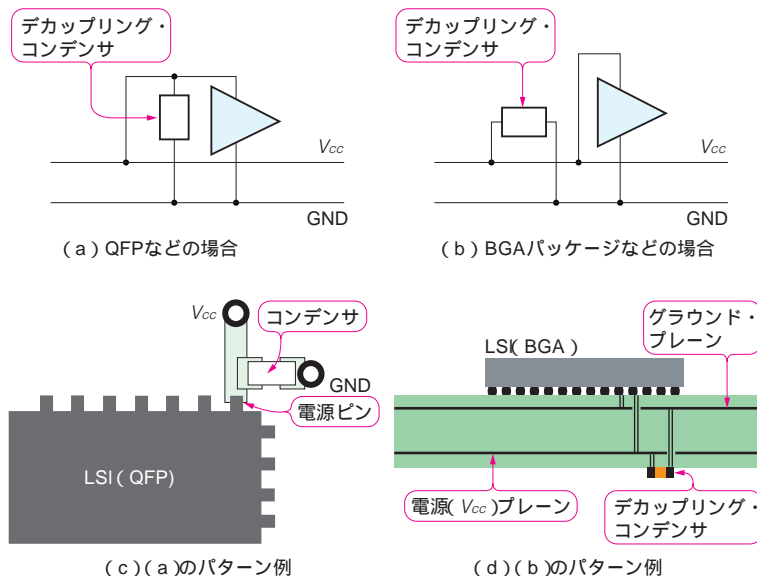 デカップリング・
コンデンサ
Vcc
GND
(a)QFPなどの場合
デカップリング・
コンデンサ
Vcc
GND
(b)BGAパッケージなどの場合
Vcc
コンデンサ
GND
電源ピン
LSI(QFP)
(c)(a)のパターン例
グラウンド・
プレーン
LSI(BGA)
電源(Vcc)プレーン
デカップリング・
コンデンサ
(d)(b)のパターン例